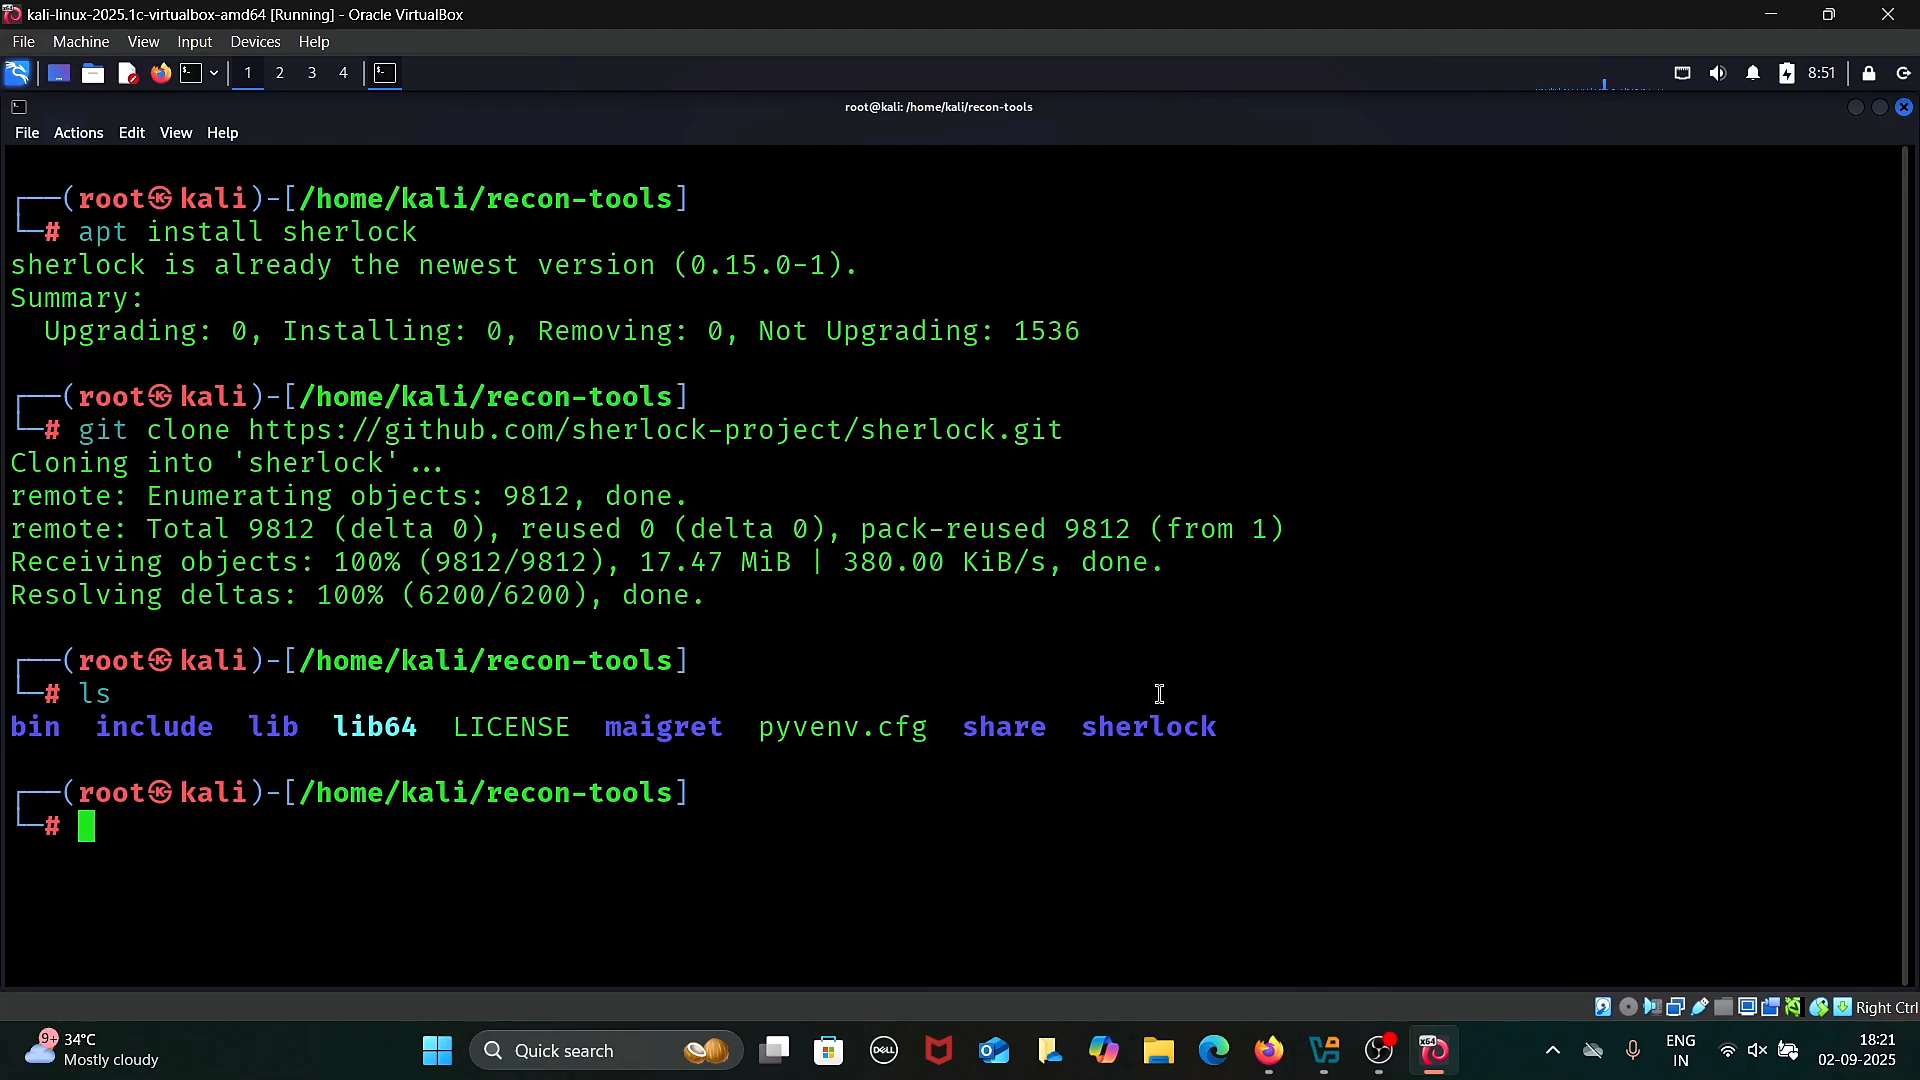 kali-linux-2025.1c-virtualbox-amd64 [Running] - Oracle VirtualBox
File Machine View Input Devices Help
1 2 3 4 8:51
root@kali: /home/kali/recon-tools
File Actions Edit View Help
┌──(root㉿kali)-[/home/kali/recon-tools]
└─# apt install sherlock
sherlock is already the newest version (0.15.0-1).
Summary:
  Upgrading: 0, Installing: 0, Removing: 0, Not Upgrading: 1536
┌──(root㉿kali)-[/home/kali/recon-tools]
└─# git clone https://github.com/sherlock-project/sherlock.git
Cloning into 'sherlock'...
remote: Enumerating objects: 9812, done.
remote: Total 9812 (delta 0), reused 0 (delta 0), pack-reused 9812 (from 1)
Receiving objects: 100% (9812/9812), 17.47 MiB | 380.00 KiB/s, done.
Resolving deltas: 100% (6200/6200), done.
┌──(root㉿kali)-[/home/kali/recon-tools]
└─# ls
bin include lib lib64 LICENSE maigret pyvenv.cfg share sherlock
┌──(root㉿kali)-[/home/kali/recon-tools]
└─#
Right Ctrl
9+ 34°C
Mostly cloudy
Quick search
DELL
X64
ENG
IN
18:21
02-09-2025